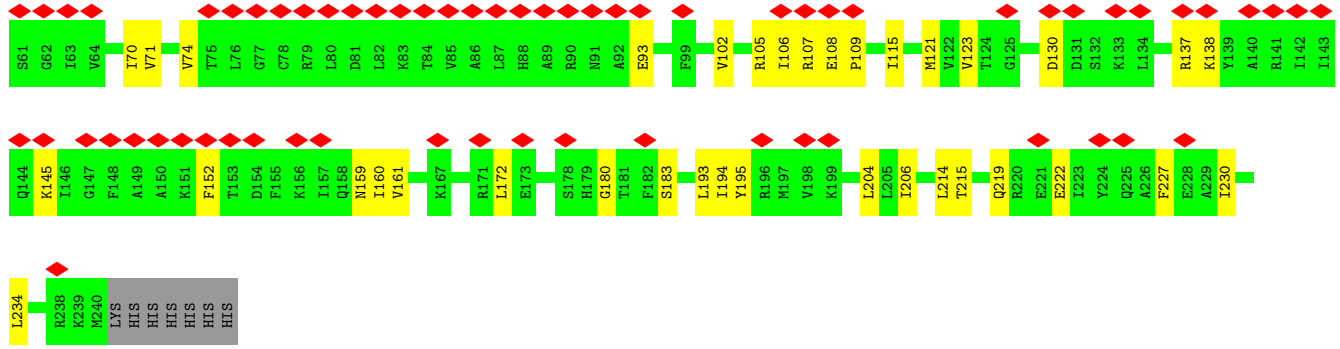 S61 G62 I63 V64 I70 V71 V74 T75 L76 G77 C78 R79 L80 D81 L82 K83 T84 V85 A86 L87 H88 A89 R90 N91 A92 E93 F99 V102 R105 I106 R107 E108 P109 I115 M121 V122 V123 T124 G125 D130 D131 S132 K133 L134 R137 K138 Y139 A140 R141 I142 I143
Q144 K145 I146 G147 F148 A149 A150 K151 F152 T153 D154 F155 K156 I157 Q158 N159 I160 V161 K167 R171 L172 E173 S178 H179 G180 T181 F182 S183 L193 I194 Y195 R196 M197 V198 K199 L204 L205 I206 L214 T215 Q219 R220 E221 E222 I223 Y224 Q225 A226 F227 E228 A229 I230
L234 R238 K239 M240 LYS HIS HIS HIS HIS HIS HIS